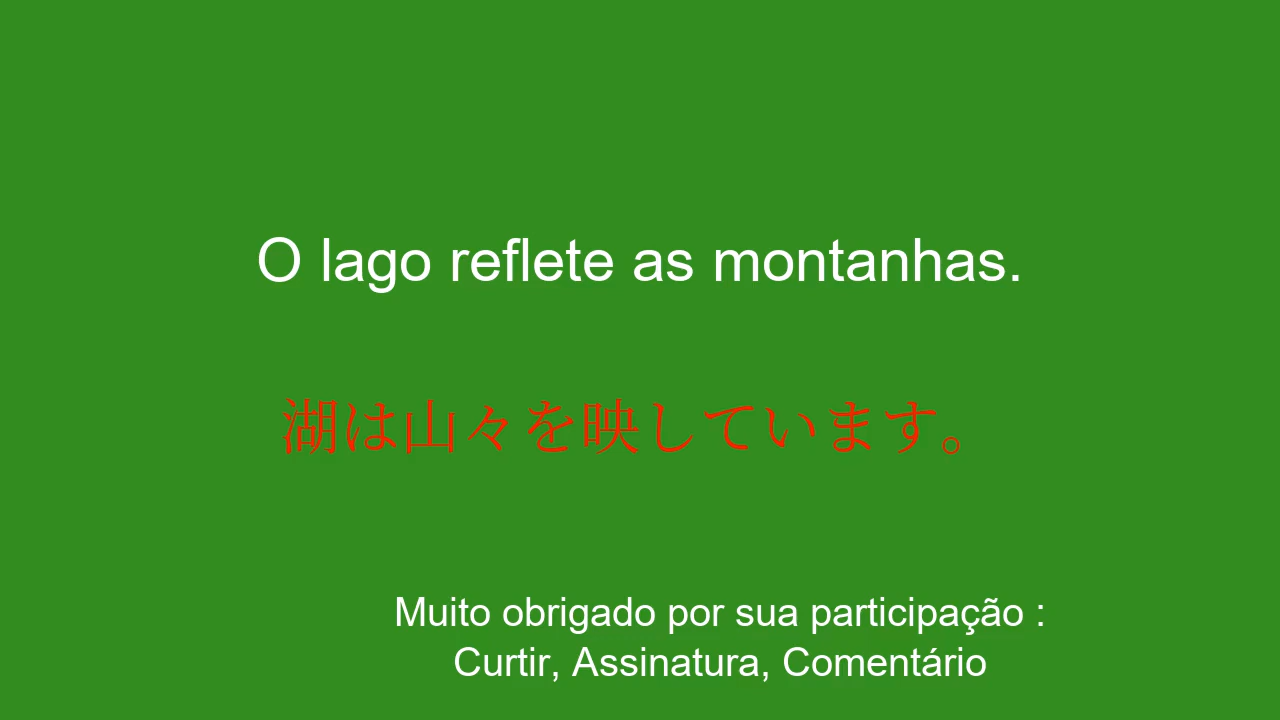 O lago reflete as montanhas.
湖は山々を映しています。
Muito obrigado por sua participação :
Curtir, Assinatura, Comentário